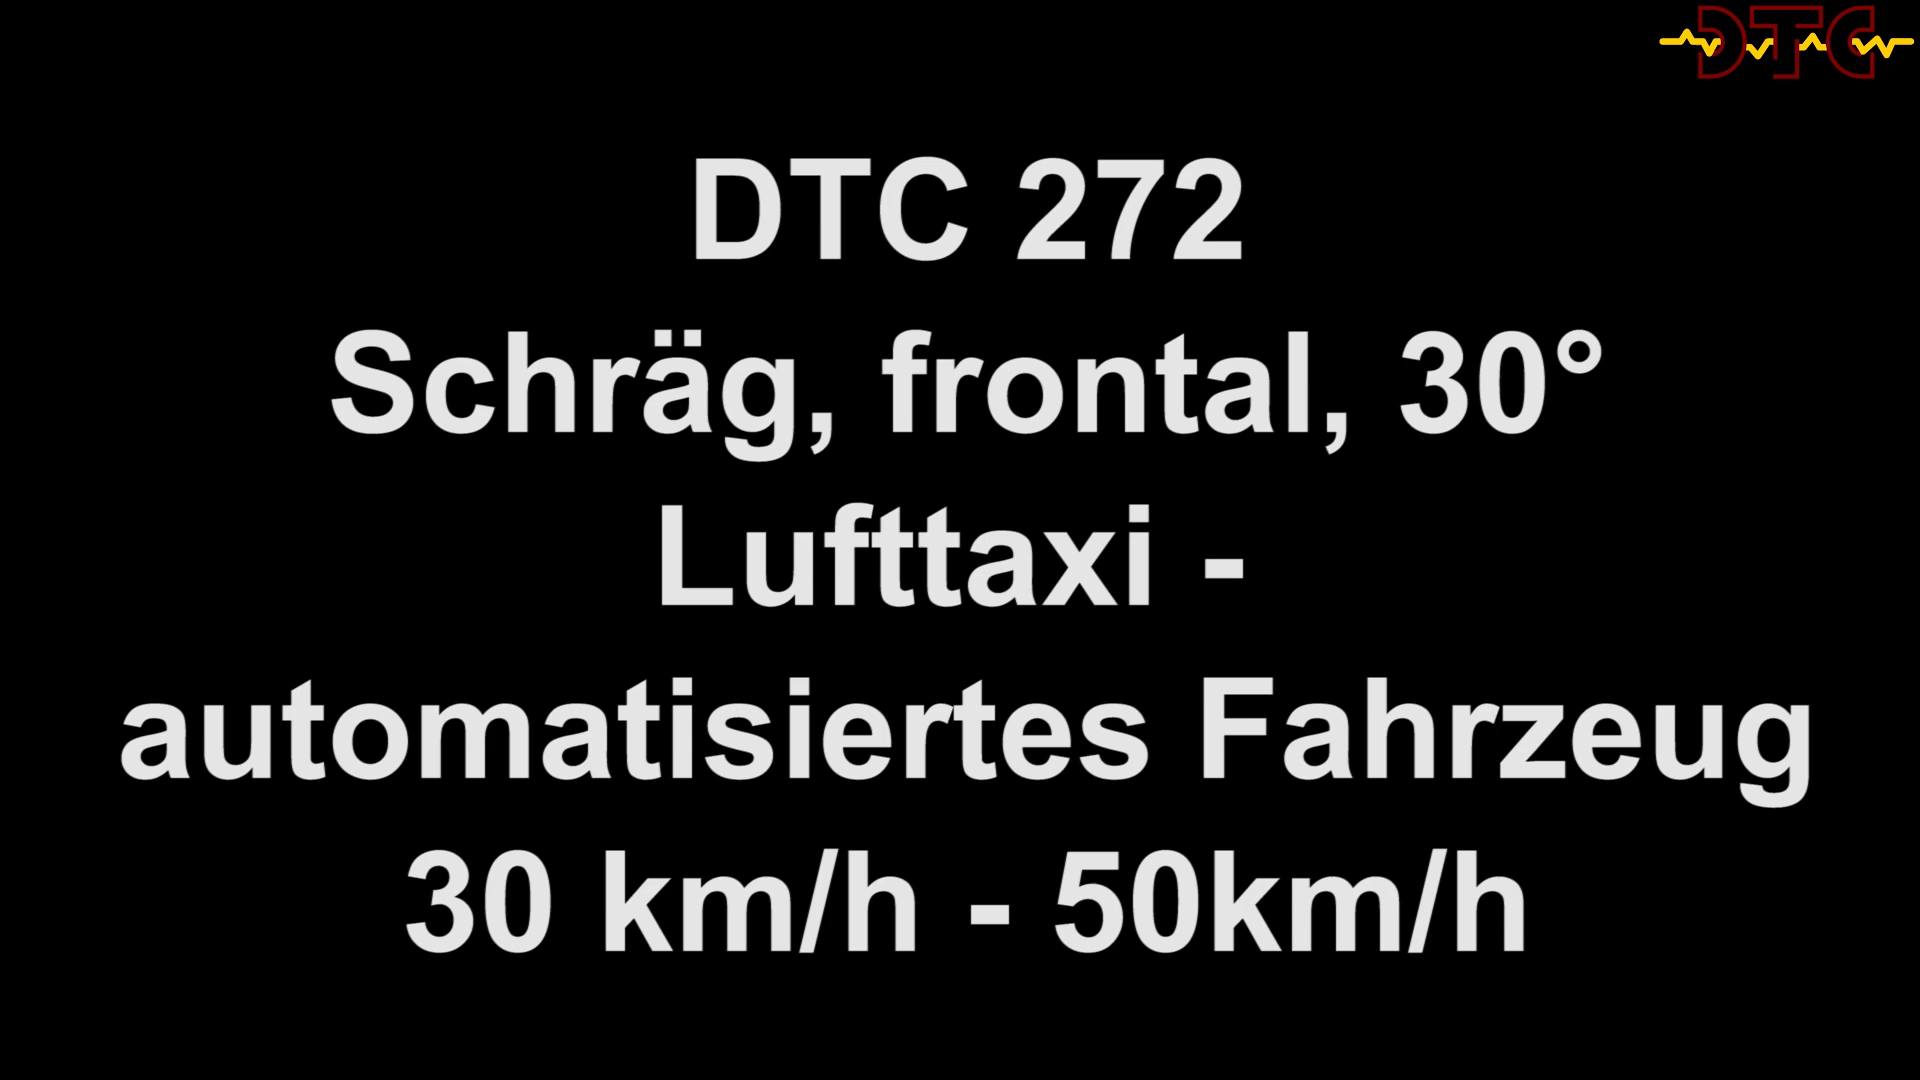 DTC
DTC 272
Schräg, frontal, 30°
Lufttaxi -
automatisiertes Fahrzeug
30 km/h - 50km/h